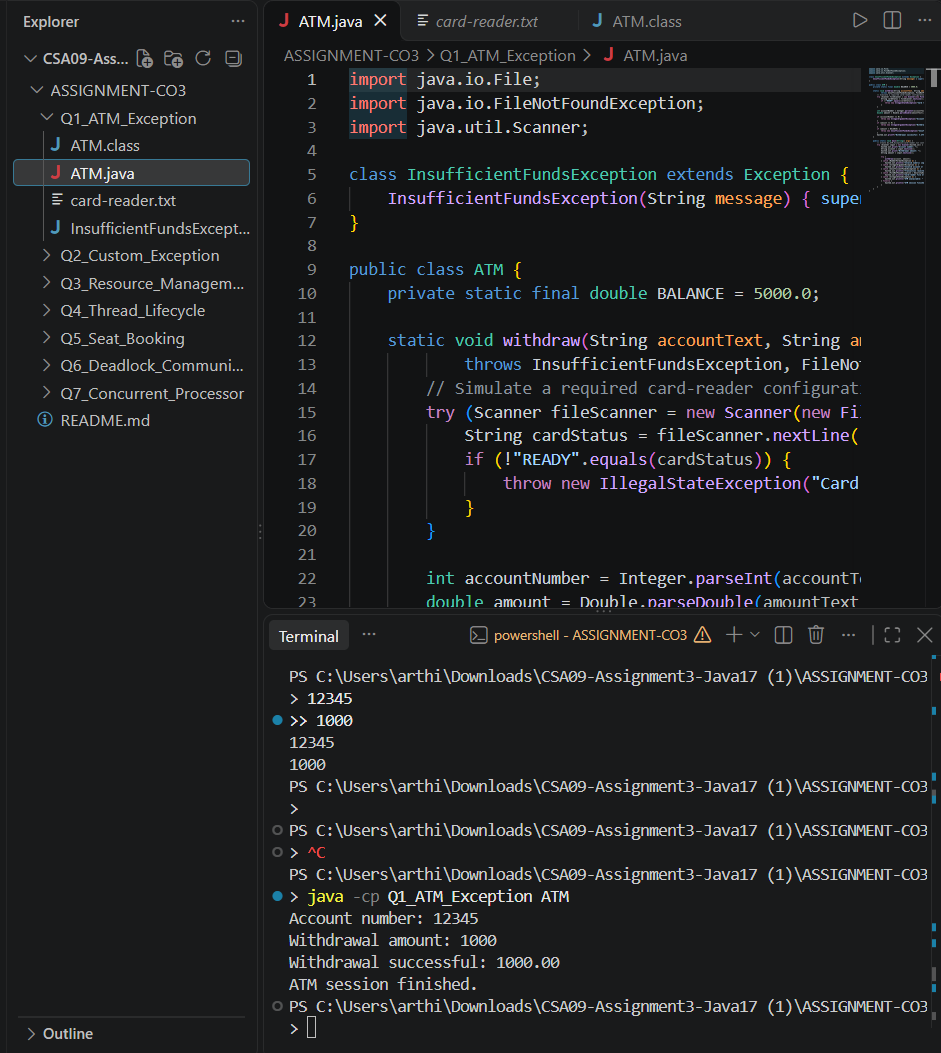 Explorer
CSA09-Ass...
ASSIGNMENT-CO3
Q1_ATM_Exception
ATM.class
ATM.java
card-reader.txt
InsufficientFundsExcept...
Q2_Custom_Exception
Q3_Resource_Managem...
Q4_Thread_Lifecycle
Q5_Seat_Booking
Q6_Deadlock_Communi...
Q7_Concurrent_Processor
README.md
Outline
ATM.java
card-reader.txt
ATM.class
ASSIGNMENT-CO3 > Q1_ATM_Exception > ATM.java
1 import java.io.File;
2 import java.io.FileNotFoundException;
3 import java.util.Scanner;
4
5 class InsufficientFundsException extends Exception {
6 InsufficientFundsException(String message) { super
7 }
8
9 public class ATM {
10 private static final double BALANCE = 5000.0;
11
12 static void withdraw(String accountText, String am
13 throws InsufficientFundsException, FileNot
14 // Simulate a required card-reader configurati
15 try (Scanner fileScanner = new Scanner(new Fi
16 String cardStatus = fileScanner.nextLine(
17 if (!"READY".equals(cardStatus)) {
18 throw new IllegalStateException("Card
19 }
20 }
21
22 int accountNumber = Integer.parseInt(accountTe
23 double amount = Double.parseDouble(amountText
Terminal
powershell - ASSIGNMENT-CO3
PS C:\Users\arthi\Downloads\CSA09-Assignment3-Java17 (1)\ASSIGNMENT-CO3
> 12345
>> 1000
12345
1000
PS C:\Users\arthi\Downloads\CSA09-Assignment3-Java17 (1)\ASSIGNMENT-CO3
>
PS C:\Users\arthi\Downloads\CSA09-Assignment3-Java17 (1)\ASSIGNMENT-CO3
> ^C
PS C:\Users\arthi\Downloads\CSA09-Assignment3-Java17 (1)\ASSIGNMENT-CO3
> java -cp Q1_ATM_Exception ATM
Account number: 12345
Withdrawal amount: 1000
Withdrawal successful: 1000.00
ATM session finished.
PS C:\Users\arthi\Downloads\CSA09-Assignment3-Java17 (1)\ASSIGNMENT-CO3
>